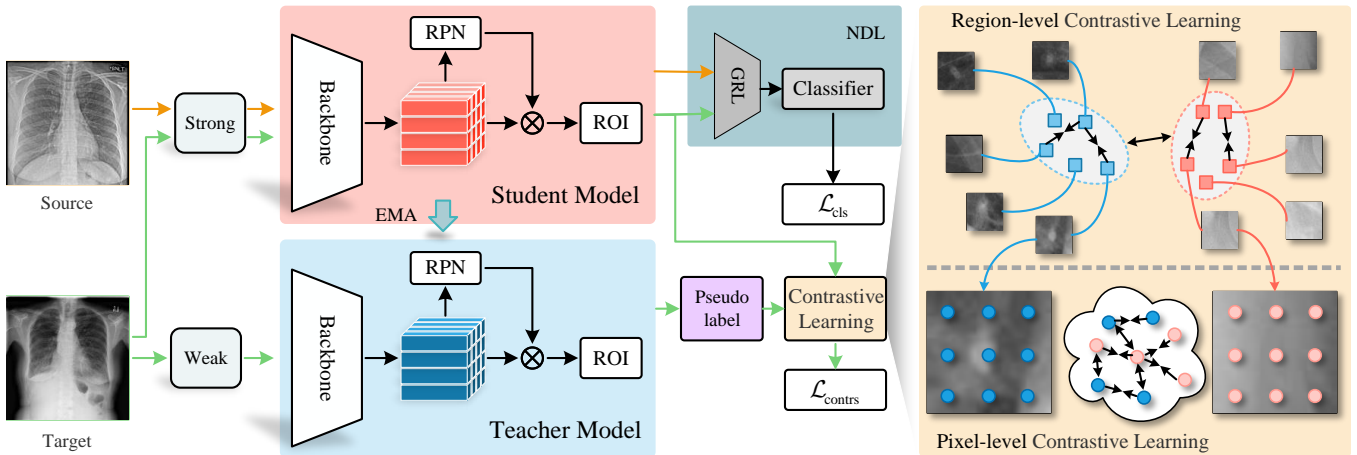 Source
Target
Strong
Weak
Backbone
RPN
ROI
Student Model
EMA
Backbone
RPN
ROI
Teacher Model
NDL
GRL
Classifier
ℒcls
Pseudo
label
Contrastive
Learning
ℒcontrs
Region-level Contrastive Learning
Pixel-level Contrastive Learning